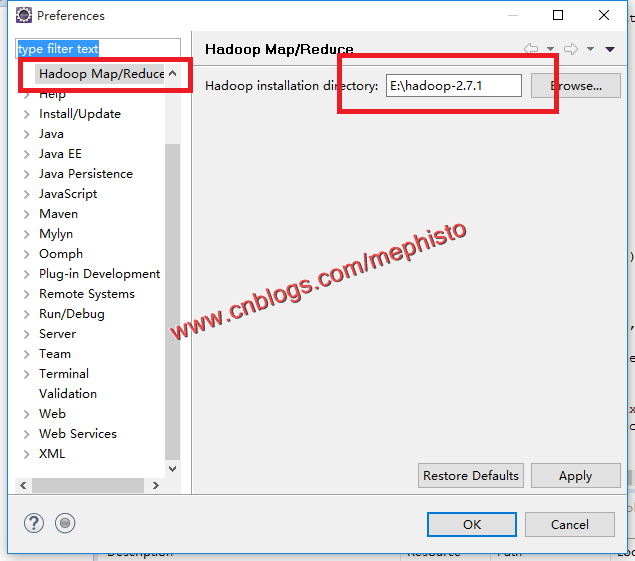 Preferences
type filter text
Hadoop Map/Reduce
Help
Install/Update
Java
Java EE
Java Persistence
JavaScript
Maven
Mylyn
Oomph
Plug-in Development
Remote Systems
Run/Debug
Server
Team
Terminal
Validation
Web
Web Services
XML
Hadoop Map/Reduce
Hadoop installation directory: E:\hadoop-2.7.1 Browse...
www.cnblogs.com/mephisto
Restore Defaults Apply
OK Cancel